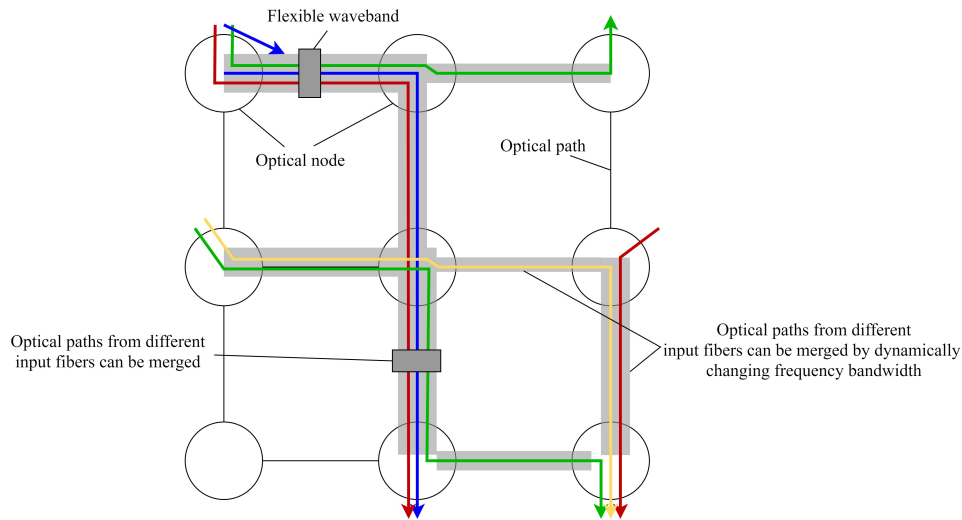 Flexible waveband
Optical node
Optical path
Optical paths from different
input fibers can be merged
Optical paths from different
input fibers can be merged by dynamically
changing frequency bandwidth